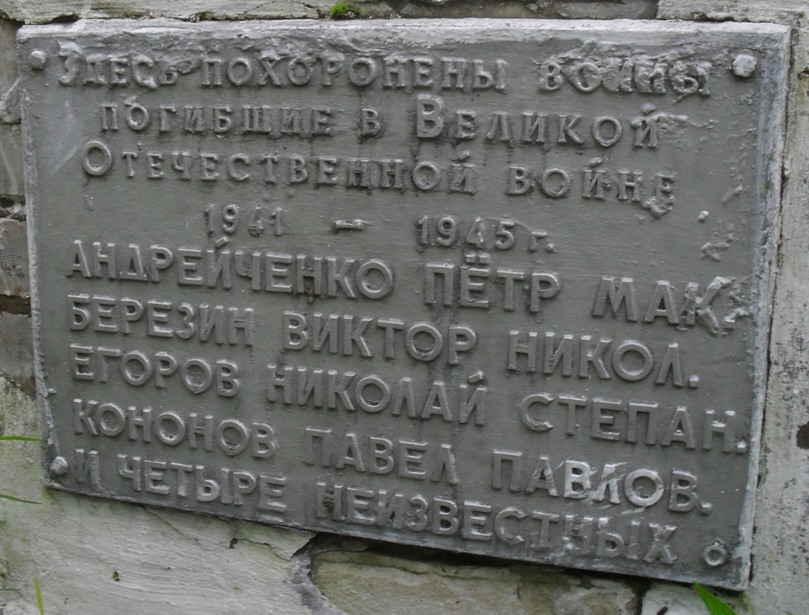 Здесь похоронены воины
погибшие в Великой
Отечественной войне
1941 - 1945 г.
АНДРЕЙЧЕНКО ПЁТР МАК.
БЕРЕЗИН ВИКТОР НИКОЛ.
ЕГОРОВ НИКОЛАЙ СТЕПАН.
КОНОНОВ ПАВЕЛ ПАВЛОВ.
И ЧЕТЫРЕ НЕИЗВЕСТНЫХ